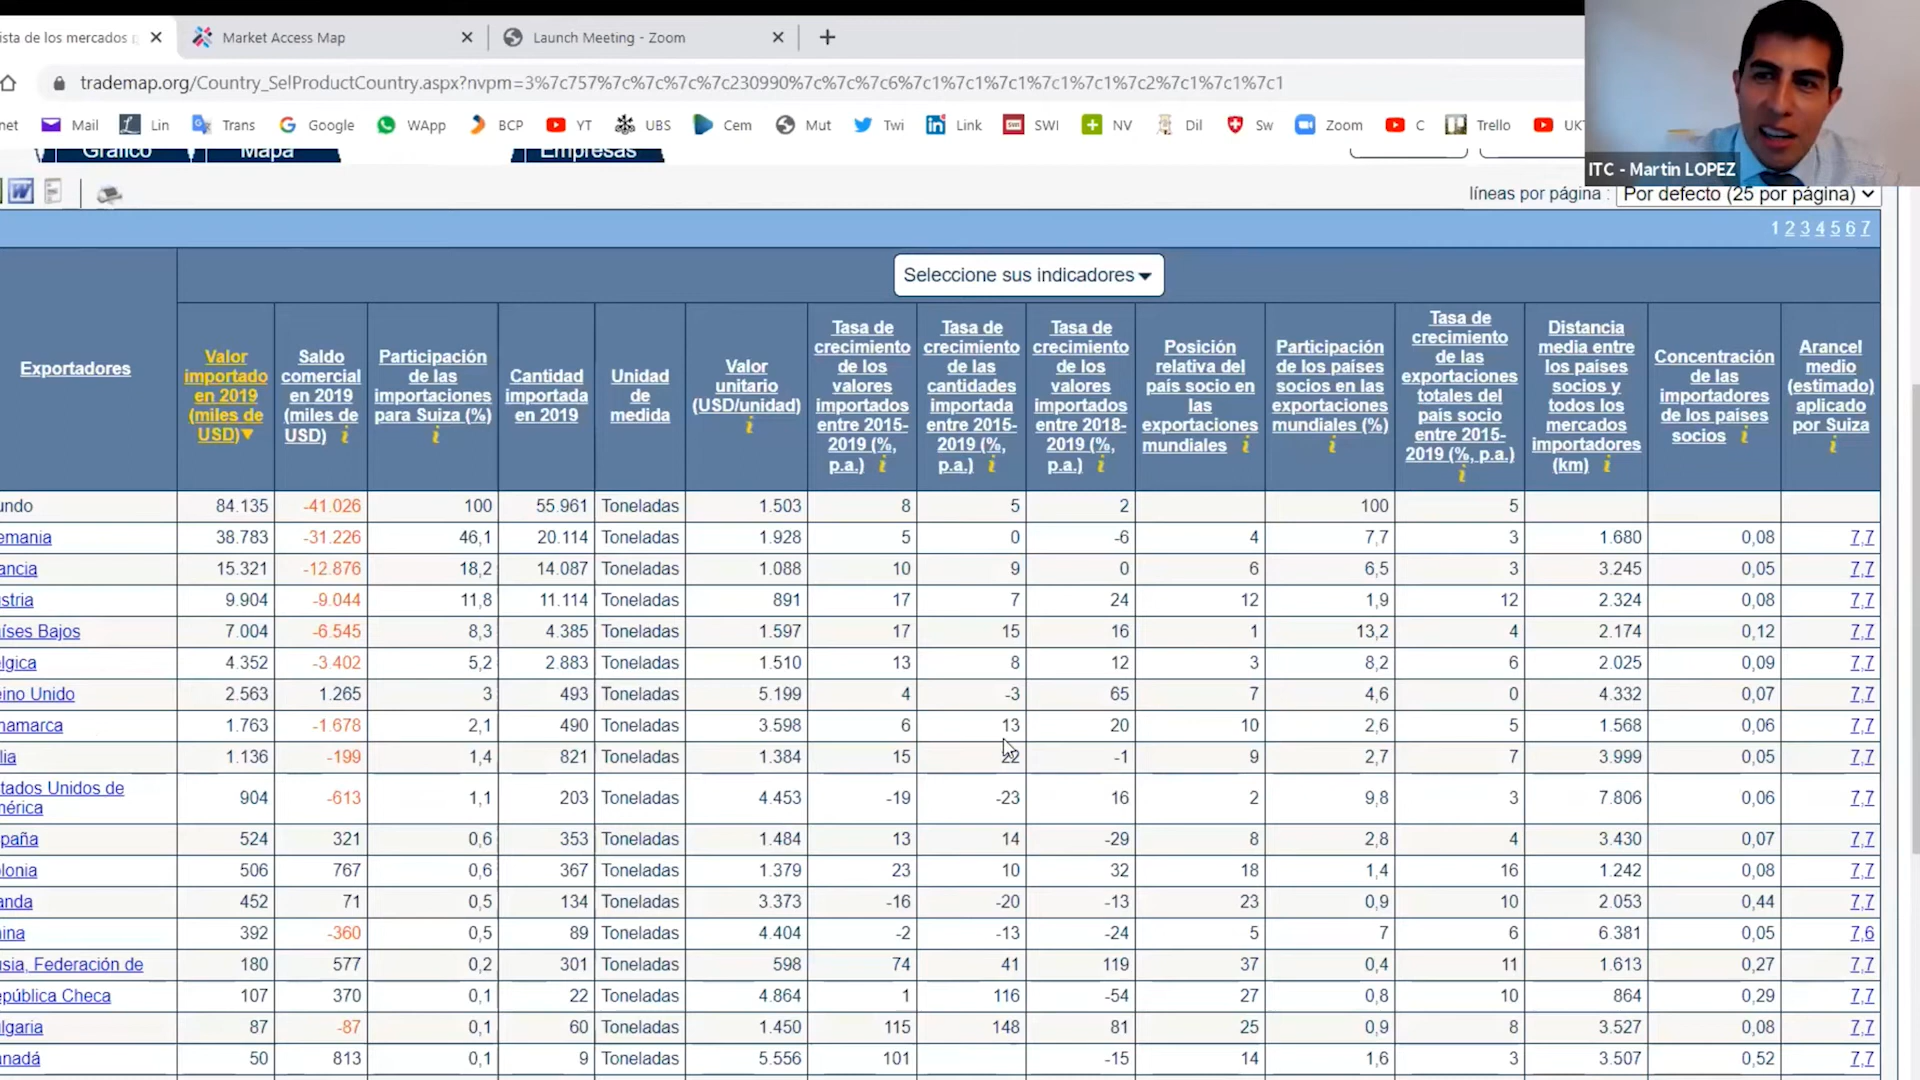 ista de los mercados
Market Access Map
Launch Meeting - Zoom
trademap.org/Country_SelProductCountry.aspx?nvpm=3%7c757%7c%7c%7c%7c230990%7c%7c%7c6%7c1%7c1%7c1%7c1%7c1%7c2%7c1%7c1%7c1
net Mail Lin Trans Google WApp BCP YT UBS Cem Mut Twi Link SWI NV Dil Sw Zoom C Trello UK
Gráfico Mapa Empresas
ITC - Martin LOPEZ
líneas por página : Por defecto (25 por página)
1 2 3 4 5 6 7
Seleccione sus indicadores
Exportadores
Valor importado en 2019 (miles de USD)▼
Saldo comercial en 2019 (miles de USD) i
Participación de las importaciones para Suiza (%) i
Cantidad importada en 2019
Unidad de medida
Valor unitario (USD/unidad) i
Tasa de crecimiento de los valores importados entre 2015-2019 (%, p.a.) i
Tasa de crecimiento de las cantidades importada entre 2015-2019 (%, p.a.) i
Tasa de crecimiento de los valores importados entre 2018-2019 (%, p.a.) i
Posición relativa del país socio en las exportaciones mundiales i
Participación de los países socios en las exportaciones mundiales (%) i
Tasa de crecimiento de las exportaciones totales del país socio entre 2015-2019 (%, p.a.) i
Distancia media entre los países socios y todos los mercados importadores (km) i
Concentración de las importadores de los países socios i
Arancel medio (estimado) aplicado por Suiza i
undo 84.135 -41.026 100 55.961 Toneladas 1.503 8 5 2 100 5
emania 38.783 -31.226 46,1 20.114 Toneladas 1.928 5 0 -6 4 7,7 3 1.680 0,08 7,7
ancia 15.321 -12.876 18,2 14.087 Toneladas 1.088 10 9 0 6 6,5 3 3.245 0,05 7,7
stria 9.904 -9.044 11,8 11.114 Toneladas 891 17 7 24 12 1,9 12 2.324 0,08 7,7
íses Bajos 7.004 -6.545 8,3 4.385 Toneladas 1.597 17 15 16 1 13,2 4 2.174 0,12 7,7
lgica 4.352 -3.402 5,2 2.883 Toneladas 1.510 13 8 12 3 8,2 6 2.025 0,09 7,7
eino Unido 2.563 1.265 3 493 Toneladas 5.199 4 -3 65 7 4,6 0 4.332 0,07 7,7
namarca 1.763 -1.678 2,1 490 Toneladas 3.598 6 13 20 10 2,6 5 1.568 0,06 7,7
lia 1.136 -199 1,4 821 Toneladas 1.384 15 22 -1 9 2,7 7 3.999 0,05 7,7
tados Unidos de
nérica 904 -613 1,1 203 Toneladas 4.453 -19 -23 16 2 9,8 3 7.806 0,06 7,7
paña 524 321 0,6 353 Toneladas 1.484 13 14 -29 8 2,8 4 3.430 0,07 7,7
lonia 506 767 0,6 367 Toneladas 1.379 23 10 32 18 1,4 16 1.242 0,08 7,7
anda 452 71 0,5 134 Toneladas 3.373 -16 -20 -13 23 0,9 10 2.053 0,44 7,7
ina 392 -360 0,5 89 Toneladas 4.404 -2 -13 -24 5 7 6 6.381 0,05 7,6
usia, Federación de 180 577 0,2 301 Toneladas 598 74 41 119 37 0,4 11 1.613 0,27 7,7
epública Checa 107 370 0,1 22 Toneladas 4.864 1 116 -54 27 0,8 10 864 0,29 7,7
ulgaria 87 -87 0,1 60 Toneladas 1.450 115 148 81 25 0,9 8 3.527 0,08 7,7
anadá 50 813 0,1 9 Toneladas 5.556 101 -15 14 1,6 3 3.507 0,52 7,7